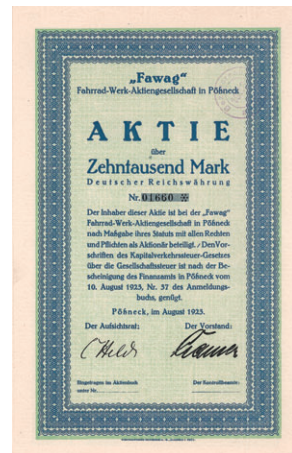 „Fawag“
Fahrrad-Werk-Aktiengesellschaft in Pößneck
AKTIE
über
Zehntausend Mark
Deutscher Reichswährung
Nr. 01660
Der Inhaber dieser Aktie ist bei der „Fawag“
Fahrrad-Werk-Aktiengesellschaft in Pößneck
nach Maßgabe ihres Statuts mit allen Rechten
und Pflichten als Aktionär beteiligt. / Den Vor-
schriften des Kapitalverkehrssteuer-Gesetzes
über die Gesellschaftssteuer ist nach der Be-
scheinigung des Finanzamts in Pößneck vom
10. August 1923, Nr. 37 des Anmeldungs-
buchs, genügt.
Pößneck, im August 1923.
Der Aufsichtsrat: Der Vorstand:
Eingetragen im Aktienbuch Der Kontrollbeamte:
unter Nr.